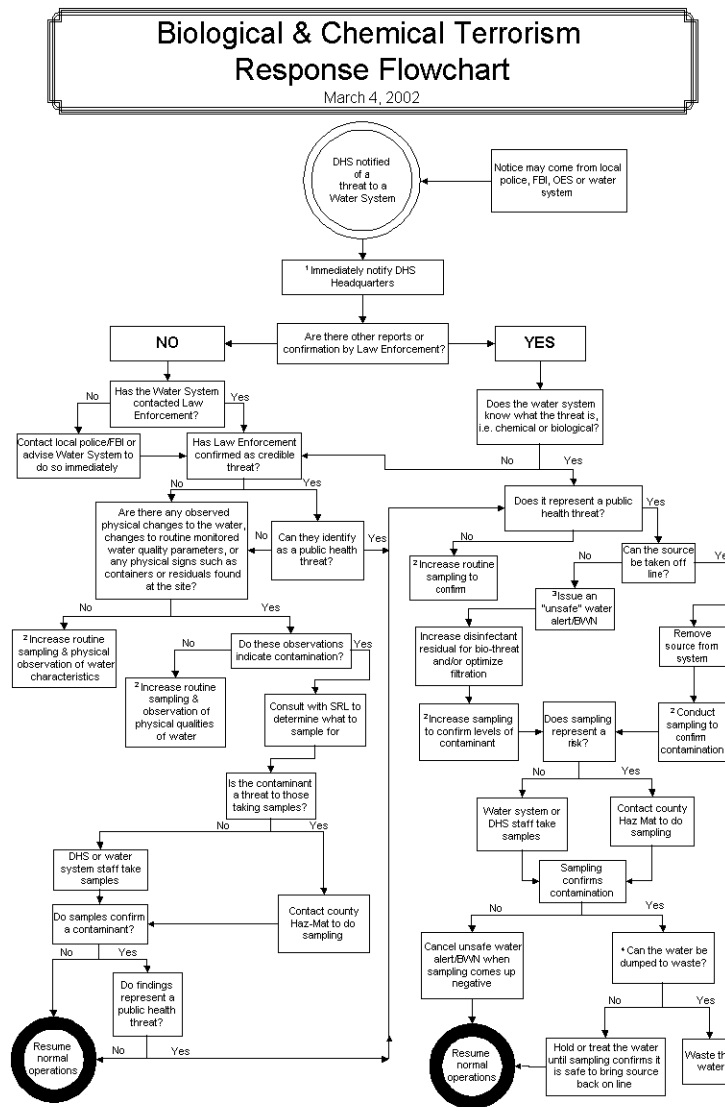 Biological & Chemical Terrorism
Response Flowchart
March 4, 2002
DHS notified
of a
threat to a
Water System
Notice may come from local
police, FBI, OES or water
system
¹ Immediately notify DHS
Headquarters
NO
Are there other reports or
confirmation by Law Enforcement?
YES
No
Has the Water System
contacted Law
Enforcement?
Yes
Does the water system
know what the threat is,
i.e. chemical or biological?
Contact local police/FBI or
advise Water System to
do so immediately
Has Law Enforcement
confirmed as credible
threat?
No
Yes
No
Yes
Are there any observed
physical changes to the water,
changes to routine monitored
water quality parameters, or
any physical signs such as
containers or residuals found
at the site?
No
Can they identify
as a public health
threat?
Yes
Does it represent a public
health threat?
No
Yes
² Increase routine
sampling to
confirm
No
Can the source
be taken off
line?
³ Issue an
"unsafe" water
alert/BWN
No
Yes
² Increase routine
sampling & physical
observation of water
characteristics
No
Do these observations
indicate contamination?
Yes
Increase disinfectant
residual for bio-threat
and/or optimize
filtration
Remove
source from
system
² Increase routine
sampling &
observation of
physical qualities
of water
Consult with SRL to
determine what to
sample for
² Increase sampling
to confirm levels of
contaminant
Does sampling
represent a
risk?
² Conduct
sampling to
confirm
contamination
Is the contaminant
a threat to those
taking samples?
No
Yes
No
Yes
Water system or
DHS staff take
samples
Contact county
Haz Mat to do
sampling
DHS or water
system staff take
samples
Sampling
confirms
contamination
Do samples confirm
a contaminant?
Contact county
Haz-Mat to do
sampling
No
Yes
No
Yes
Cancel unsafe water
alert/BWN when
sampling comes up
negative
⁴ Can the water be
dumped to waste?
Do findings
represent a
public health
threat?
No
Yes
No
Yes
Resume
normal
operations
Resume
normal
operations
Hold or treat the water
until sampling confirms it
is safe to bring source
back on line
Waste th
water